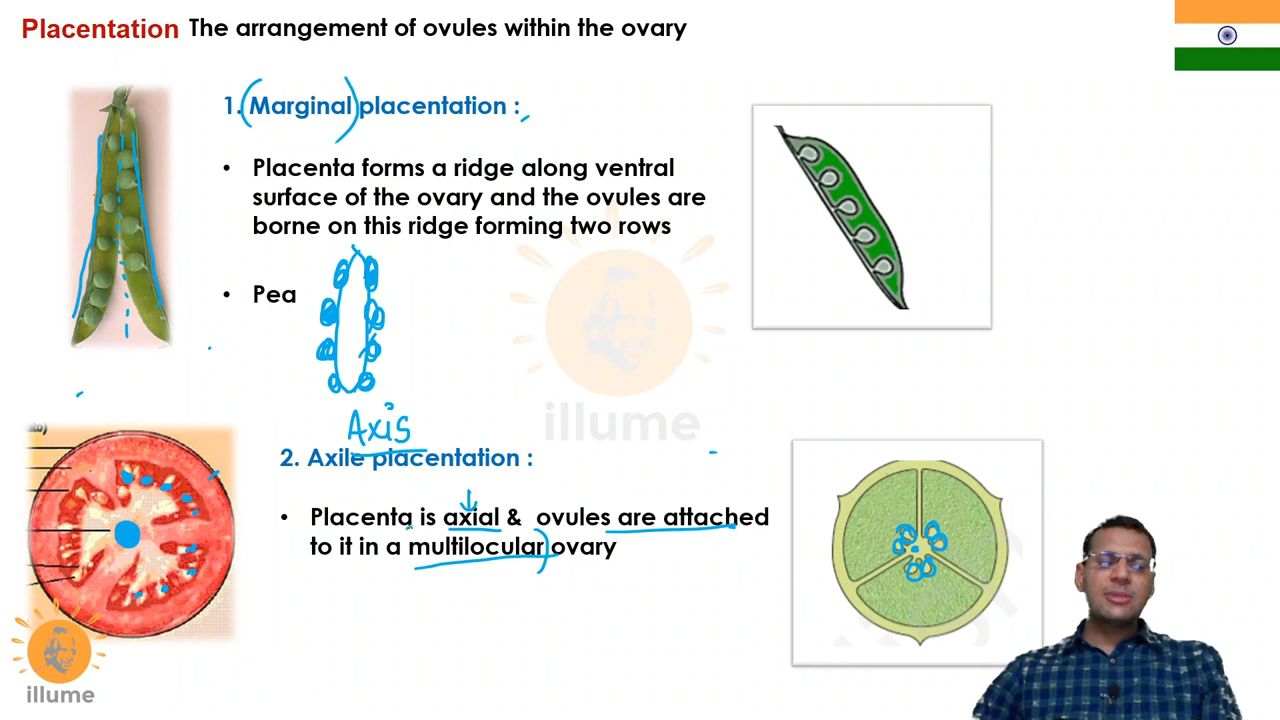 Placentation The arrangement of ovules within the ovary
1. Marginal placentation :
• Placenta forms a ridge along ventral
surface of the ovary and the ovules are
borne on this ridge forming two rows
• Pea
illume
Axis
2. Axile placentation :
• Placenta is axial & ovules are attached
to it in a multilocular ovary
illume